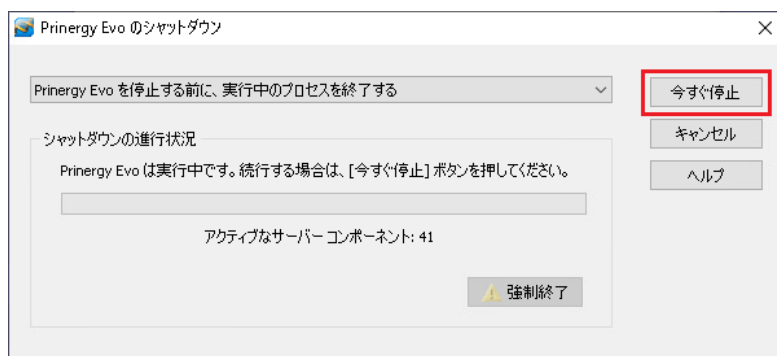 Prinergy Evo のシャットダウン
Prinergy Evo を停止する前に、実行中のプロセスを終了する
今すぐ停止
キャンセル
ヘルプ
シャットダウンの進行状況
Prinergy Evo は実行中です。続行する場合は、[今すぐ停止] ボタンを押してください。
アクティブなサーバー コンポーネント: 41
強制終了